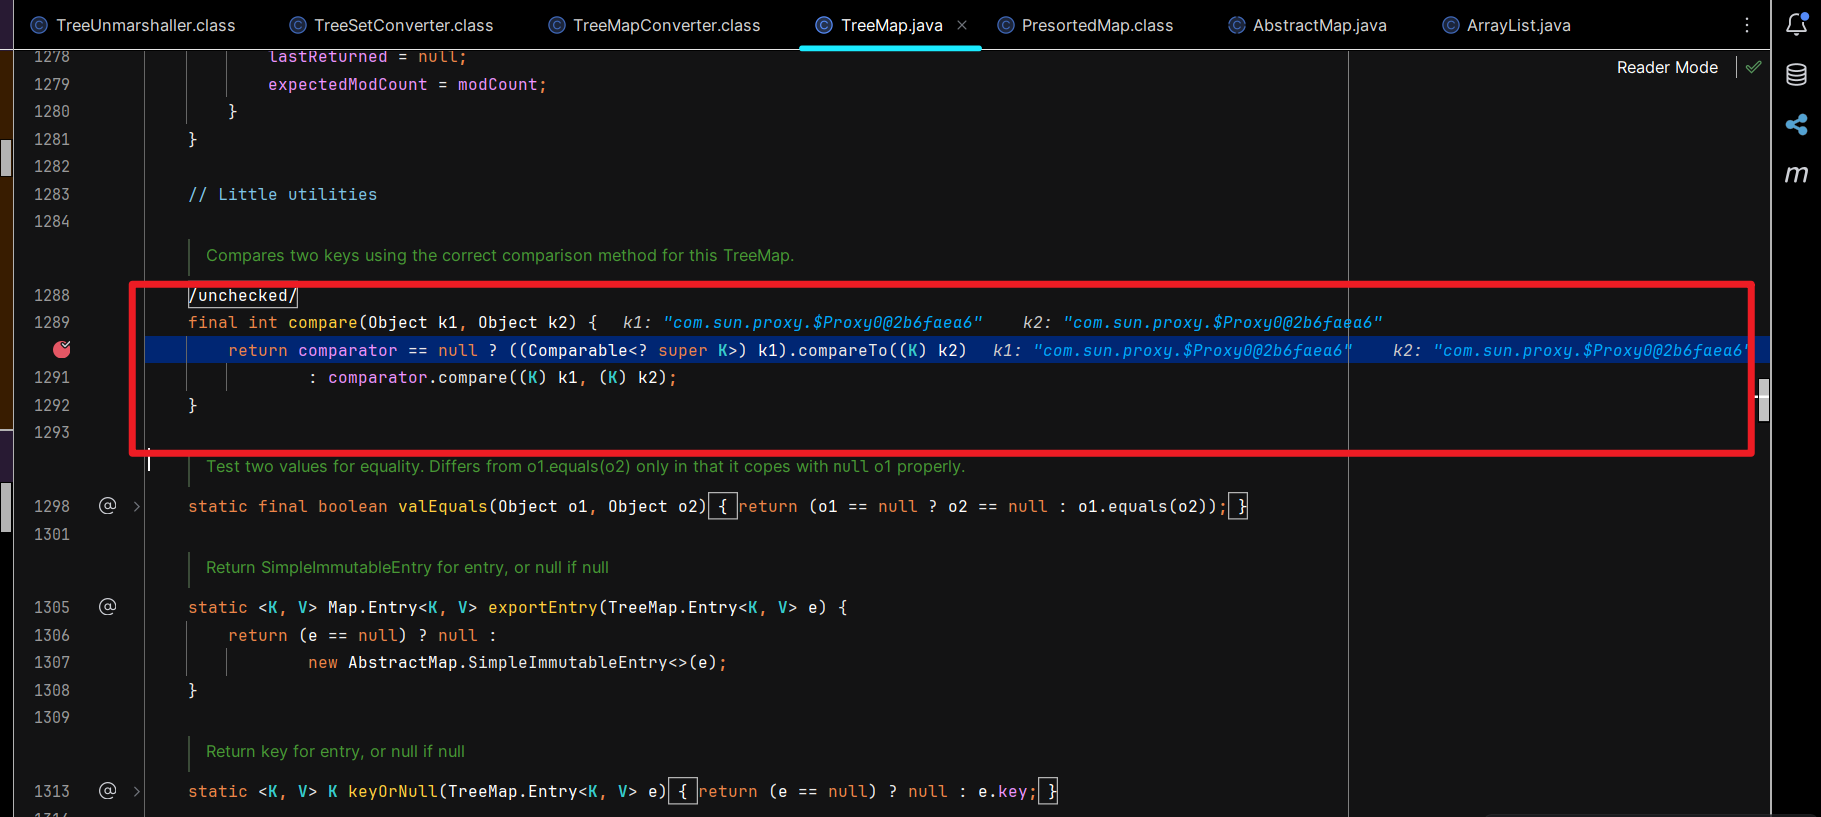 TreeUnmarshaller.class TreeSetConverter.class TreeMapConverter.class TreeMap.java PresortedMap.class AbstractMap.java ArrayList.java
Reader Mode
1278 lastReturned = null;
1279 expectedModCount = modCount;
1280 }
1281 }
1282
1283 // Little utilities
1284
Compares two keys using the correct comparison method for this TreeMap.
1288 /unchecked/
1289 final int compare(Object k1, Object k2) { k1: "com.sun.proxy.$Proxy0@2b6faea6" k2: "com.sun.proxy.$Proxy0@2b6faea6"
return comparator == null ? ((Comparable<? super K>) k1).compareTo((K) k2) k1: "com.sun.proxy.$Proxy0@2b6faea6" k2: "com.sun.proxy.$Proxy0@2b6faea6"
1291 : comparator.compare((K) k1, (K) k2);
1292 }
1293
Test two values for equality. Differs from o1.equals(o2) only in that it copes with null o1 properly.
1298 @ static final boolean valEquals(Object o1, Object o2) { return (o1 == null ? o2 == null : o1.equals(o2)); }
1301
Return SimpleImmutableEntry for entry, or null if null
1305 @ static <K, V> Map.Entry<K, V> exportEntry(TreeMap.Entry<K, V> e) {
1306 return (e == null) ? null :
1307 new AbstractMap.SimpleImmutableEntry<>(e);
1308 }
1309
Return key for entry, or null if null
1313 @ static <K, V> K keyOrNull(TreeMap.Entry<K, V> e) { return (e == null) ? null : e.key; }
m